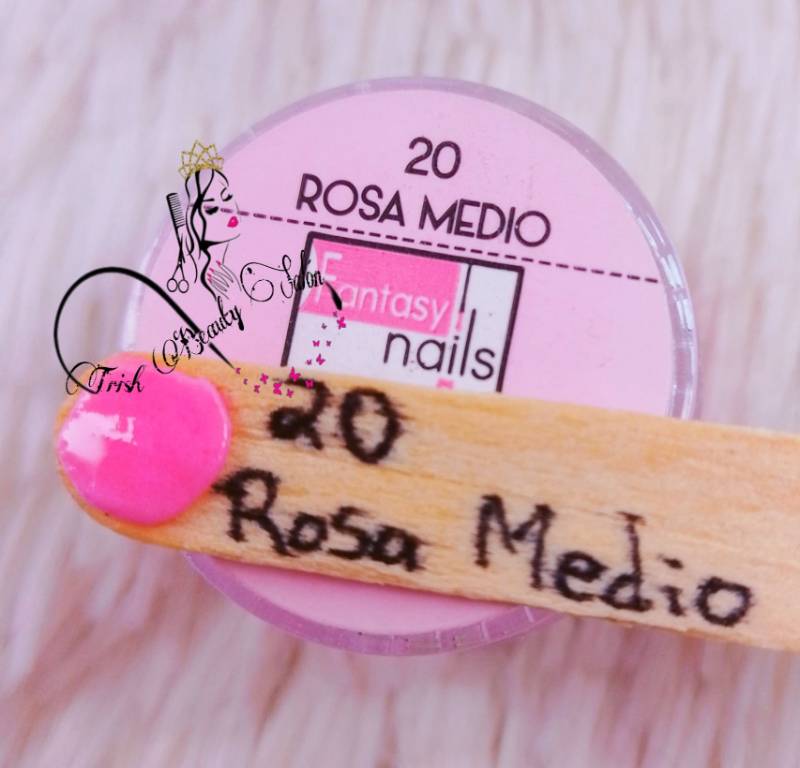 20
ROSA MEDIO
Fantasy
nails
Trish Beauty Salon
20
Rosa Medio